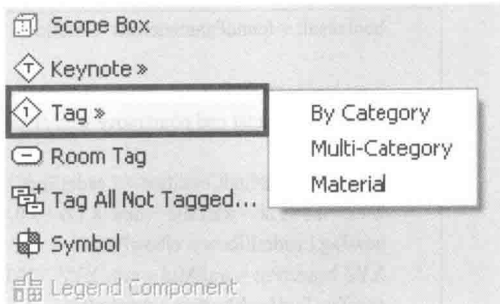 Scope Box
Keynote »
Tag »
By Category
Multi-Category
Material
Room Tag
Tag All Not Tagged...
Symbol
Legend Component